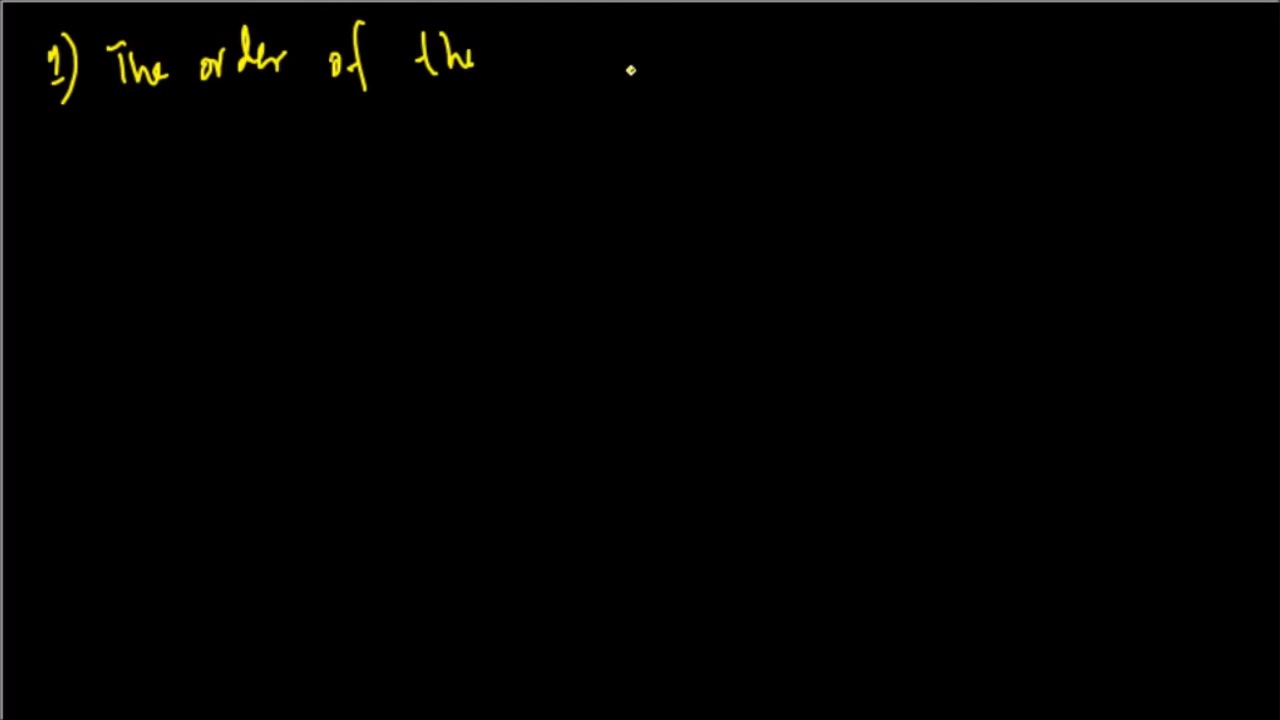 1) The order of the